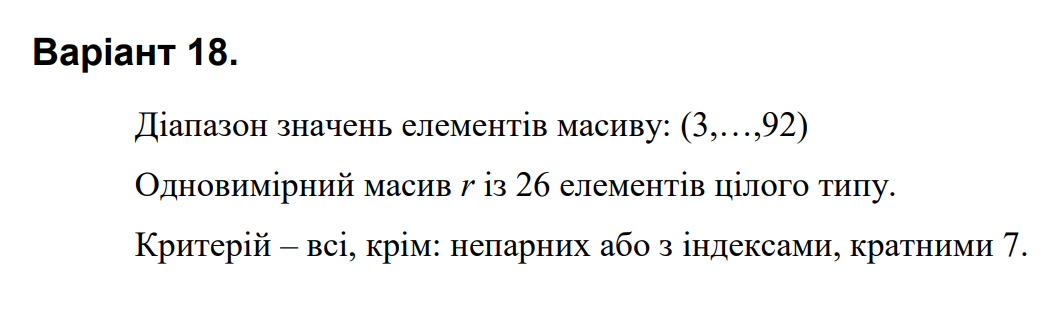 Варіант 18.
Діапазон значень елементів масиву: (3,…,92)
Одновимірний масив r із 26 елементів цілого типу.
Критерій – всі, крім: непарних або з індексами, кратними 7.